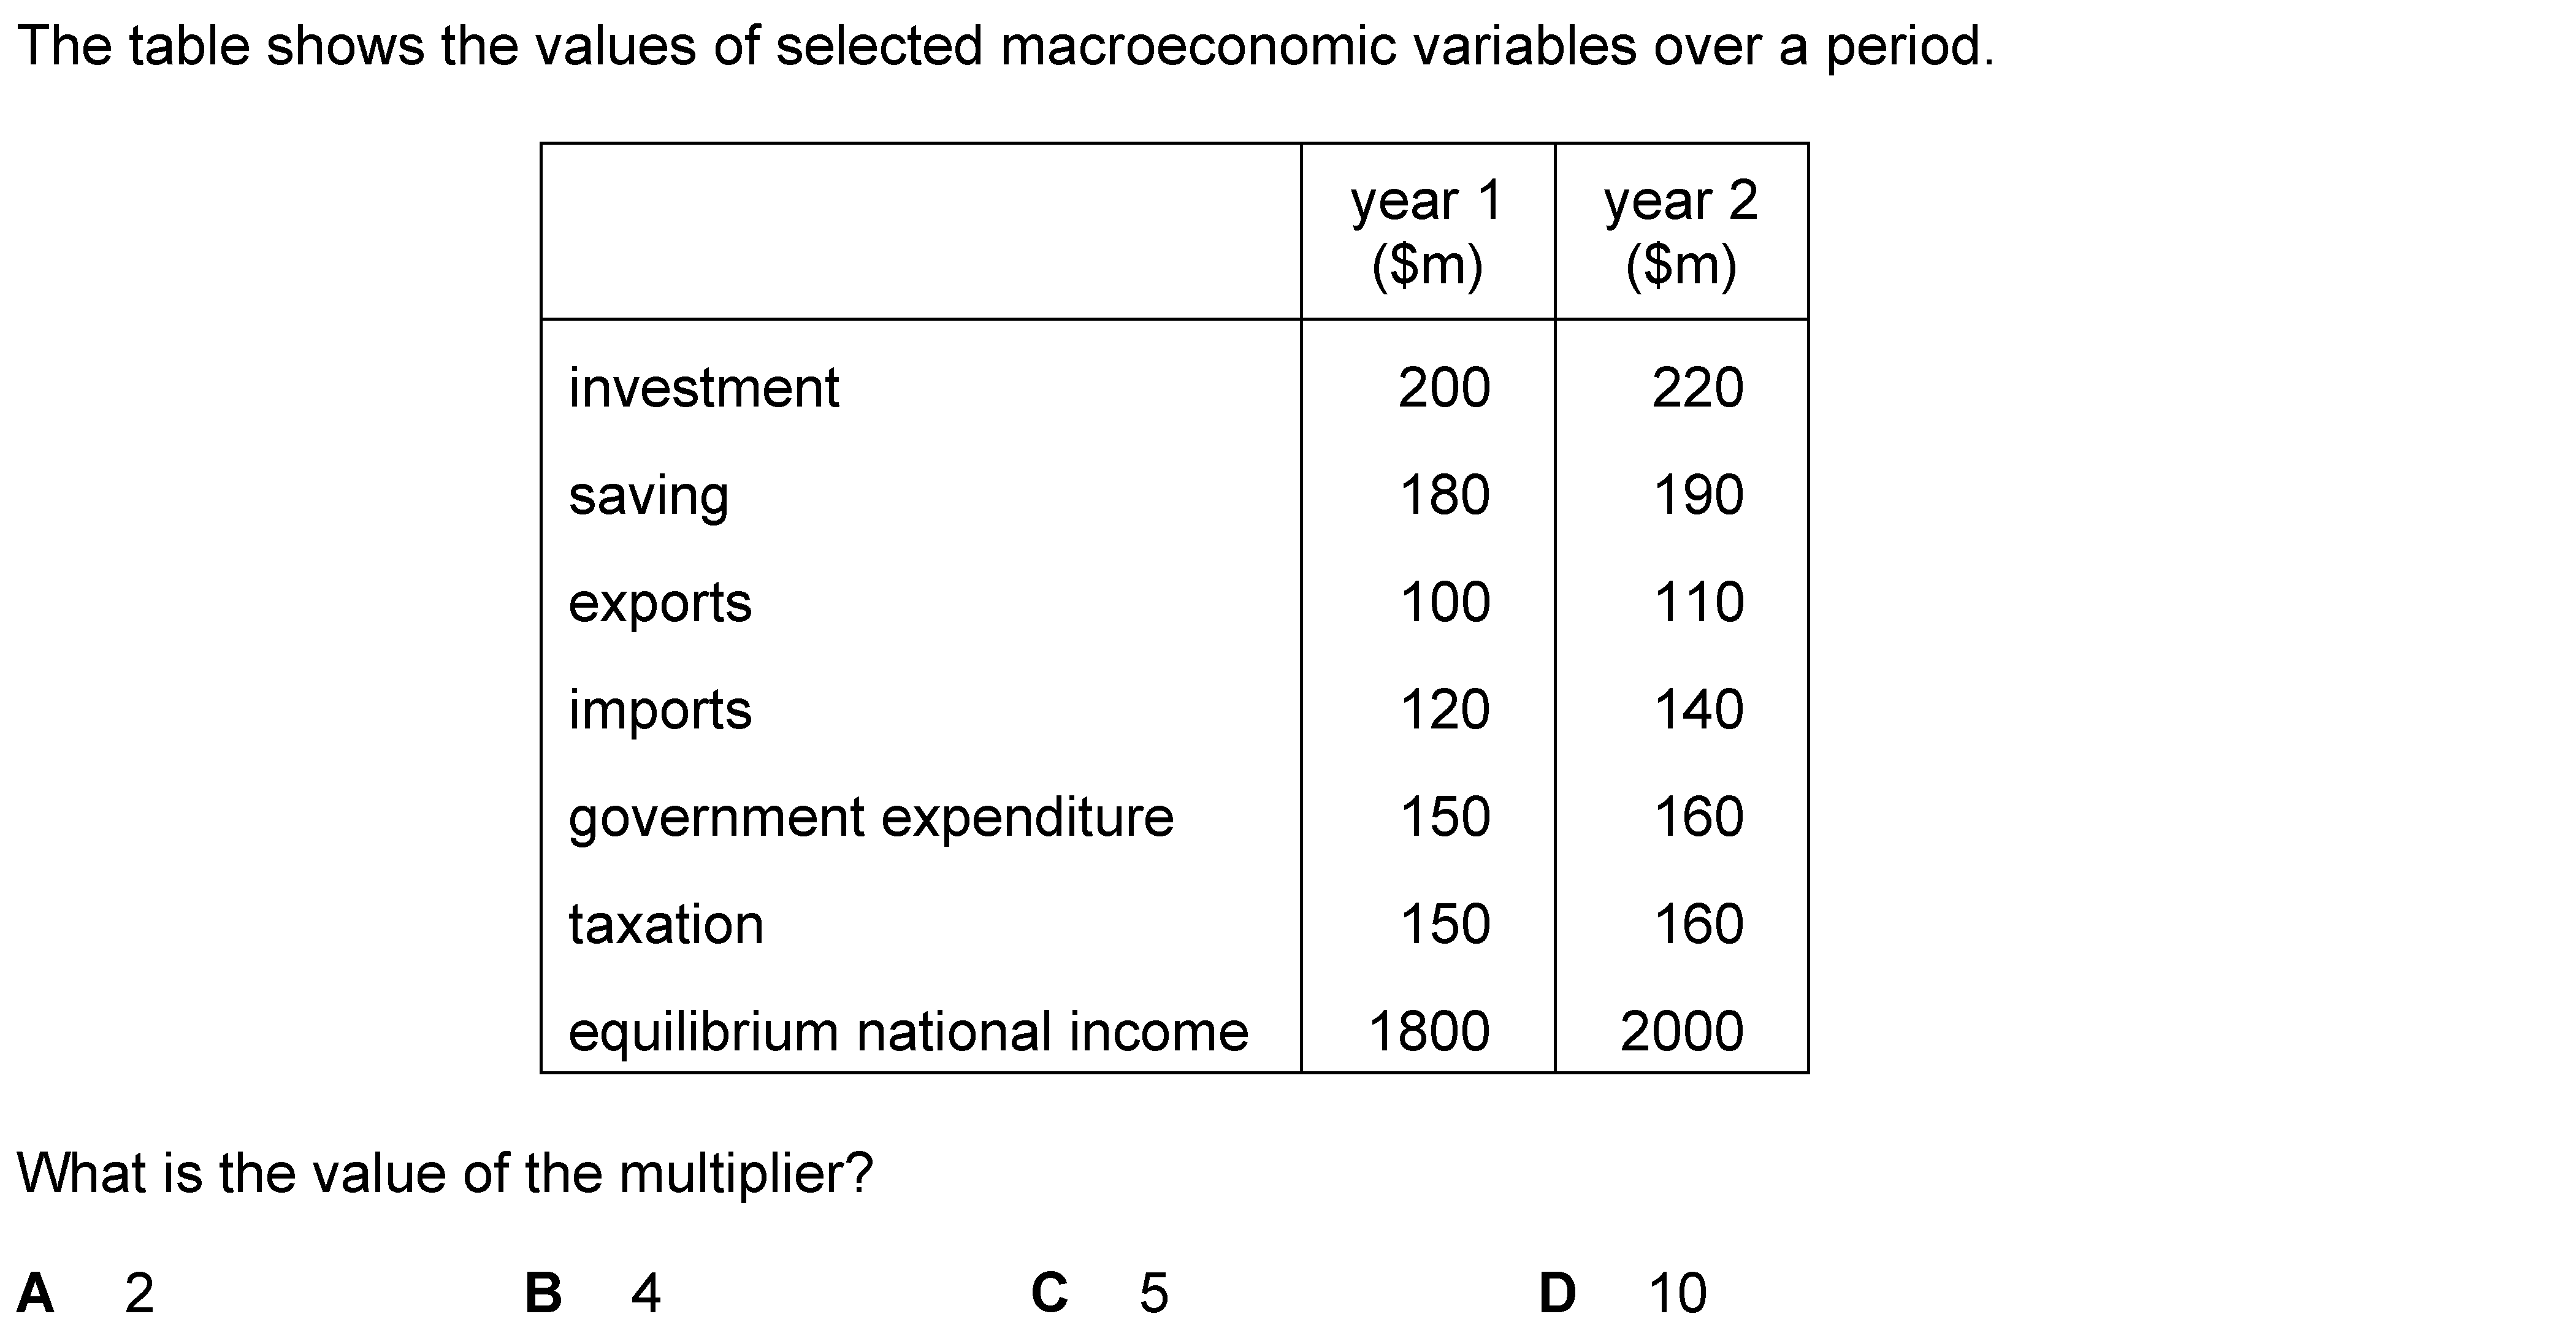 The table shows the values of selected macroeconomic variables over a period.
year 1 year 2
($m) ($m)
investment 200 220
saving 180 190
exports 100 110
imports 120 140
government expenditure 150 160
taxation 150 160
equilibrium national income 1800 2000
What is the value of the multiplier?
A 2 B 4 C 5 D 10